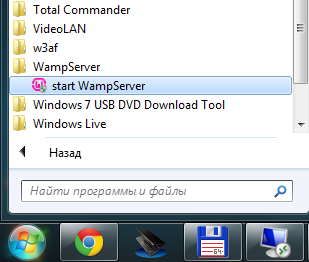 Total Commander
VideoLAN
w3af
WampServer
start WampServer
Windows 7 USB DVD Download Tool
Windows Live
Назад
Найти программы и файлы
64